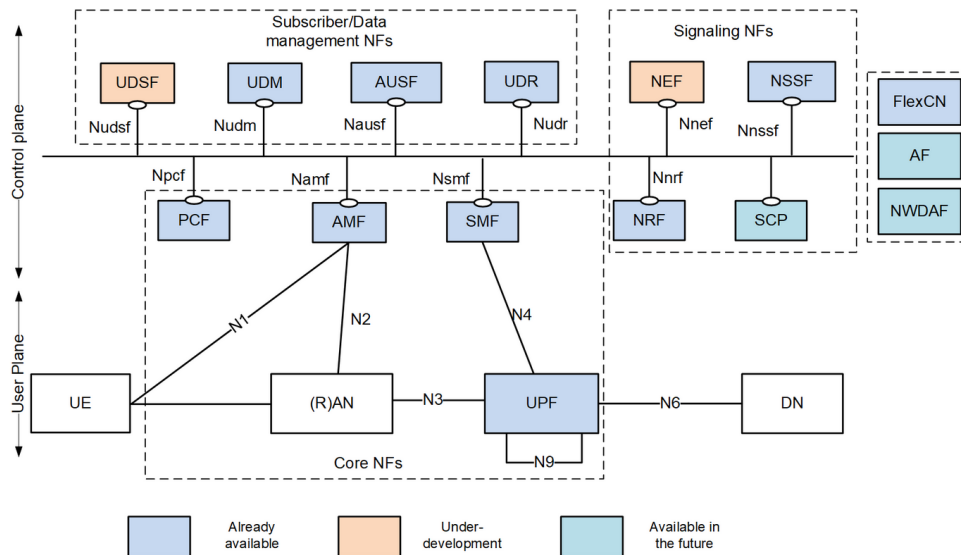 Subscriber/Data
management NFs
Signaling NFs
UDSF
UDM
AUSF
UDR
NEF
NSSF
FlexCN
Nudsf
Nudm
Nausf
Nudr
Nnef
Nnssf
AF
Control plane
Npcf
Namf
Nsmf
Nnrf
NWDAF
PCF
AMF
SMF
NRF
SCP
N1
N2
N4
User Plane
UE
(R)AN
N3
UPF
N6
DN
N9
Core NFs
Already
available
Under-
development
Available in
the future